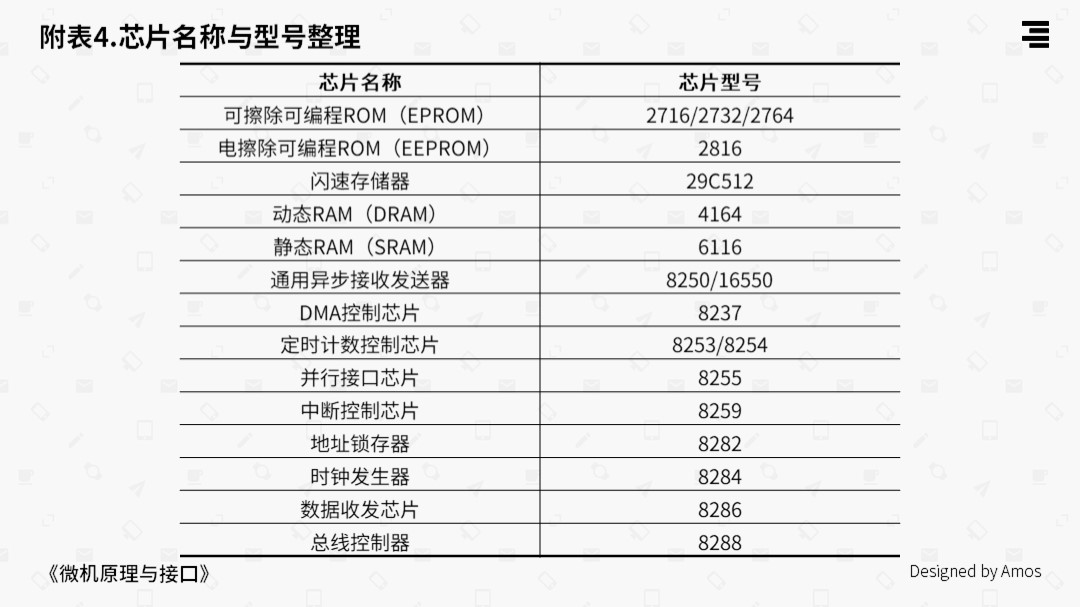 附表4.芯片名称与型号整理
芯片名称 芯片型号
可擦除可编程ROM（EPROM） 2716/2732/2764
电擦除可编程ROM（EEPROM） 2816
闪速存储器 29C512
动态RAM（DRAM） 4164
静态RAM（SRAM） 6116
通用异步接收发送器 8250/16550
DMA控制芯片 8237
定时计数控制芯片 8253/8254
并行接口芯片 8255
中断控制芯片 8259
地址锁存器 8282
时钟发生器 8284
数据收发芯片 8286
总线控制器 8288
《微机原理与接口》 Designed by Amos